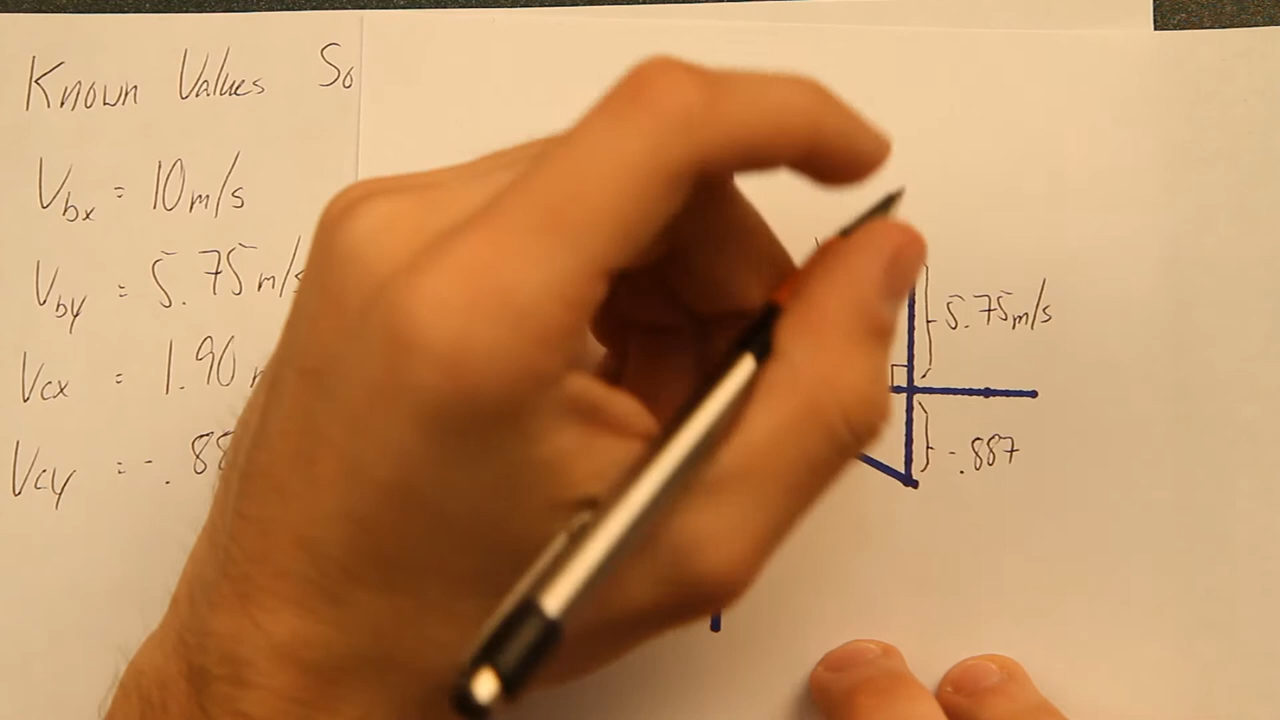 Known Values So
Vbx = 10m/s
Vby = 5.75m/s
Vcx = 1.90
Vcy = -.88
5.75m/s
-.887